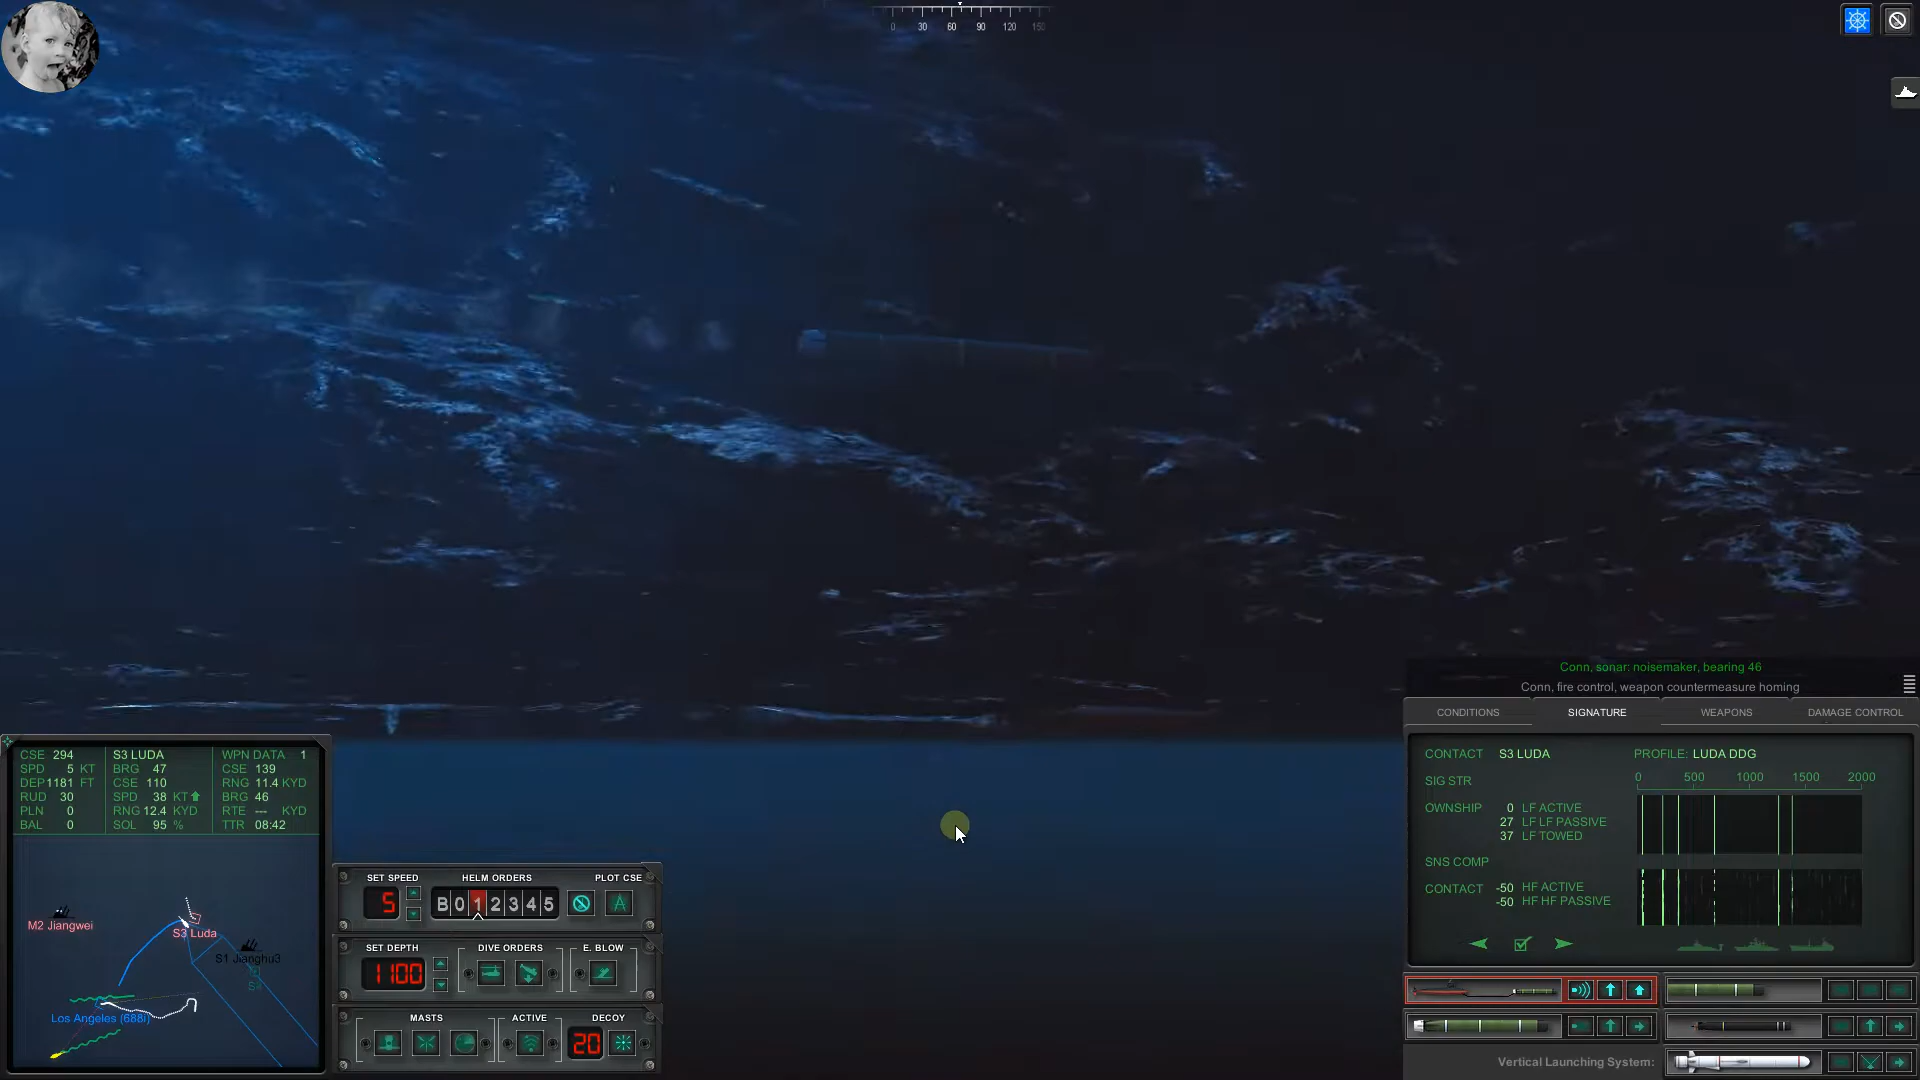 0 30 60 90 120 150
Conn, sonar: noisemaker, bearing 46
Conn, fire control, weapon countermeasure homing
CONDITIONS SIGNATURE WEAPONS DAMAGE CONTROL
CSE 294 S3 LUDA WPN DATA 1
SPD 5 KT BRG 47 CSE 139
DEP 1181 FT CSE 110 RNG 11.4 KYD
RUD 30 SPD 38 KT BRG 46
PLN 0 RNG 12.4 KYD RTE --- KYD
BAL 0 SOL 95 % TTR 08:42
CONTACT S3 LUDA PROFILE: LUDA DDG
SIG STR 0 500 1000 1500 2000
OWNSHIP 0 LF ACTIVE
27 LF LF PASSIVE
37 LF TOWED
SNS COMP
CONTACT -50 HF ACTIVE
-50 HF HF PASSIVE
M2 Jiangwei
S3 Luda
S1 Jianghu3
Los Angeles (688i)
SET SPEED HELM ORDERS PLOT CSE
5 B 0 1 2 3 4 5
SET DEPTH DIVE ORDERS E. BLOW
1100
MASTS ACTIVE DECOY
20
Vertical Launching System: